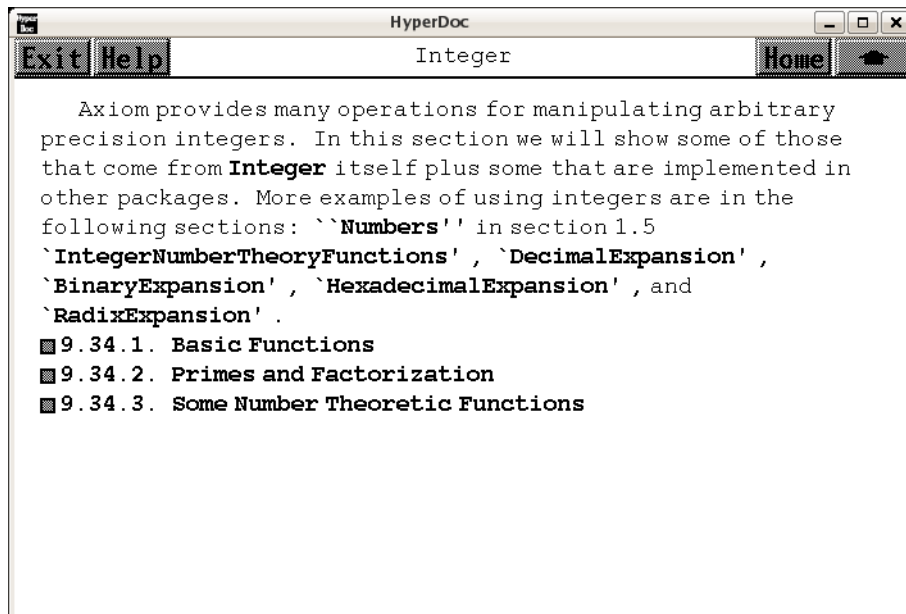 Hyper Doc
HyperDoc
Exit Help
Integer
Home
Axiom provides many operations for manipulating arbitrary
precision integers. In this section we will show some of those
that come from Integer itself plus some that are implemented in
other packages. More examples of using integers are in the
following sections: ``Numbers'' in section 1.5
`IntegerNumberTheoryFunctions' , `DecimalExpansion' ,
`BinaryExpansion' , `HexadecimalExpansion' , and
`RadixExpansion' .
9.34.1. Basic Functions
9.34.2. Primes and Factorization
9.34.3. Some Number Theoretic Functions